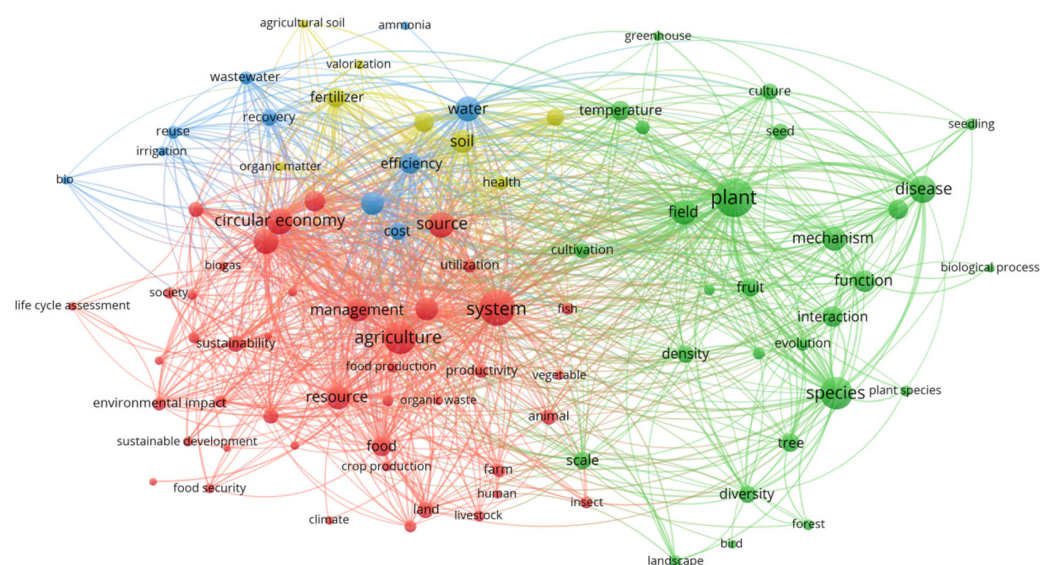 agricultural soil
ammonia
greenhouse
valorization
wastewater
culture
fertilizer
water
temperature
recovery
seedling
reuse
seed
soil
irrigation
efficiency
organic matter
bio
health
disease
plant
field
circular economy
source
cost
mechanism
cultivation
biogas
utilization
biological process
function
society
fruit
life cycle assessment
management
system
fish
interaction
agriculture
sustainability
evolution
density
food production
productivity
vegetable
resource
organic waste
species
plant species
environmental impact
animal
sustainable development
food
tree
crop production
farm
scale
food security
human
diversity
insect
land
livestock
climate
forest
bird
landscape